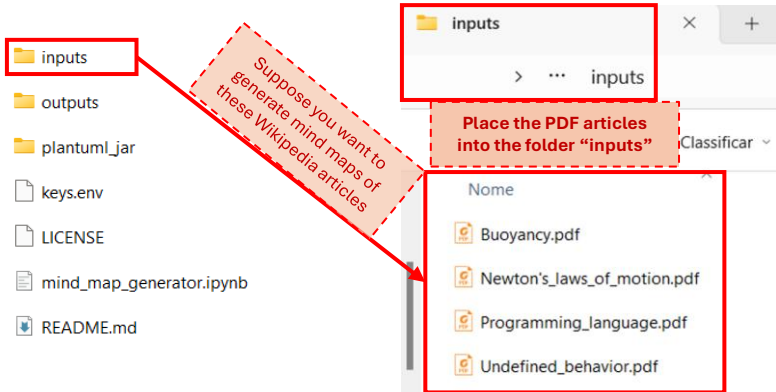 inputs
outputs
plantuml_jar
keys.env
LICENSE
mind_map_generator.ipynb
README.md
Suppose you want to
generate mind maps of
these Wikipedia articles
inputs
inputs
Place the PDF articles
into the folder “inputs”
Classificar
Nome
Buoyancy.pdf
Newton's_laws_of_motion.pdf
Programming_language.pdf
Undefined_behavior.pdf